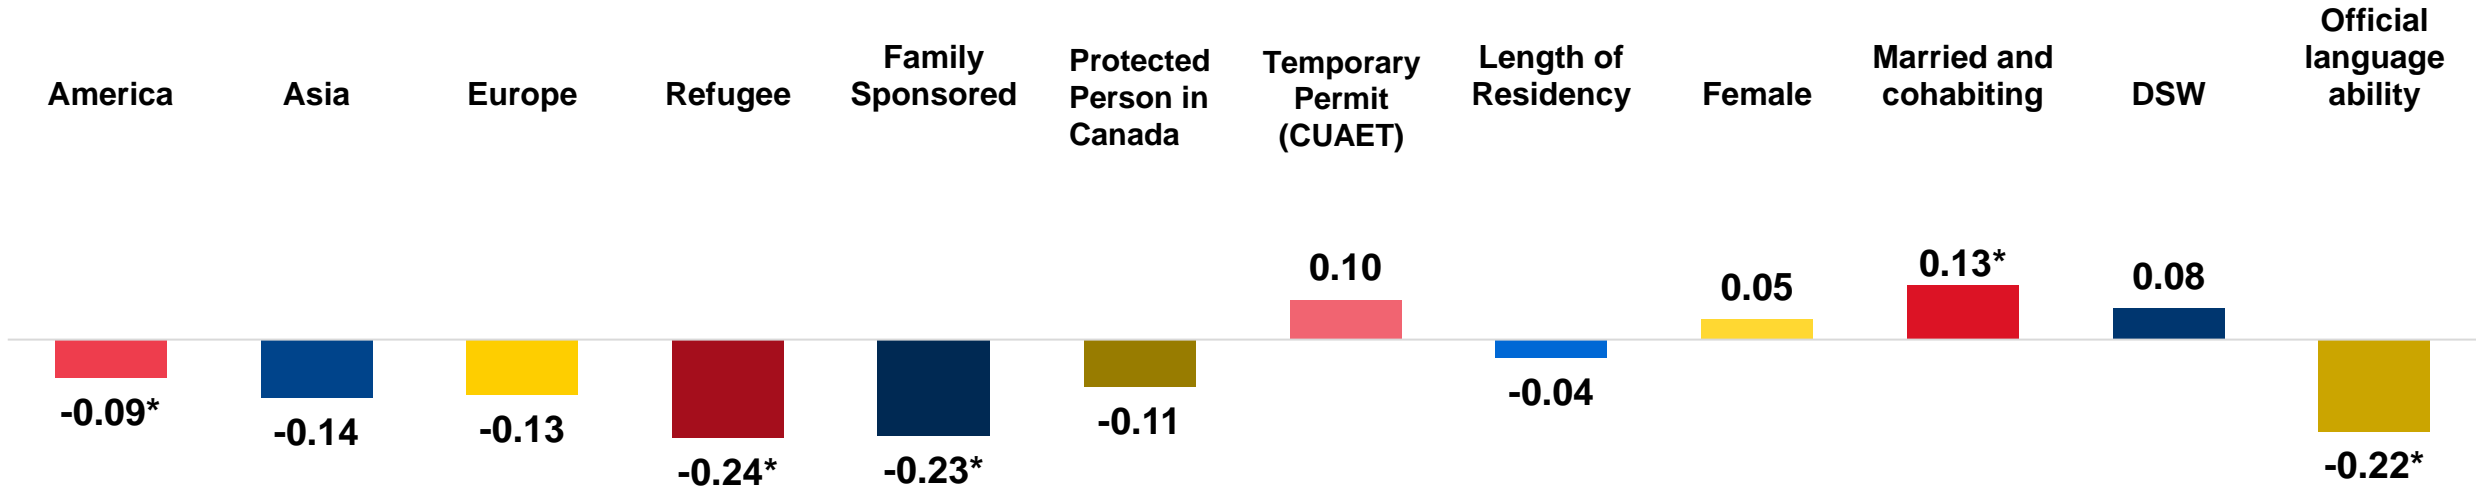 America
Asia
Europe
Refugee
Family
Sponsored
Protected
Person in
Canada
Temporary
Permit
(CUAET)
Length of
Residency
Female
Married and
cohabiting
DSW
Official
language
ability
-0.09*
-0.14
-0.13
-0.24*
-0.23*
-0.11
0.10
-0.04
0.05
0.13*
0.08
-0.22*